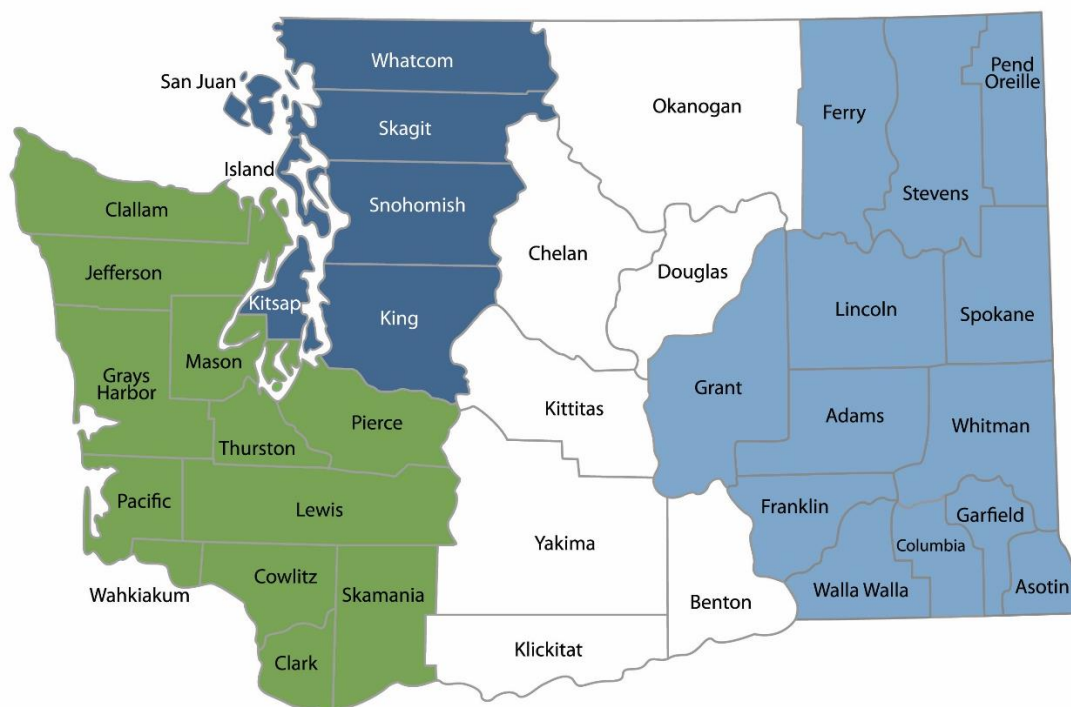 Whatcom
San Juan
Okanogan
Pend
Oreille
Ferry
Skagit
Island
Stevens
Clallam
Snohomish
Chelan
Douglas
Jefferson
Kitsap
King
Lincoln
Spokane
Mason
Grays
Harbor
Grant
Kittitas
Adams
Pierce
Whitman
Thurston
Pacific
Lewis
Franklin
Garfield
Yakima
Columbia
Cowlitz
Wahkiakum
Skamania
Benton
Walla Walla
Asotin
Klickitat
Clark